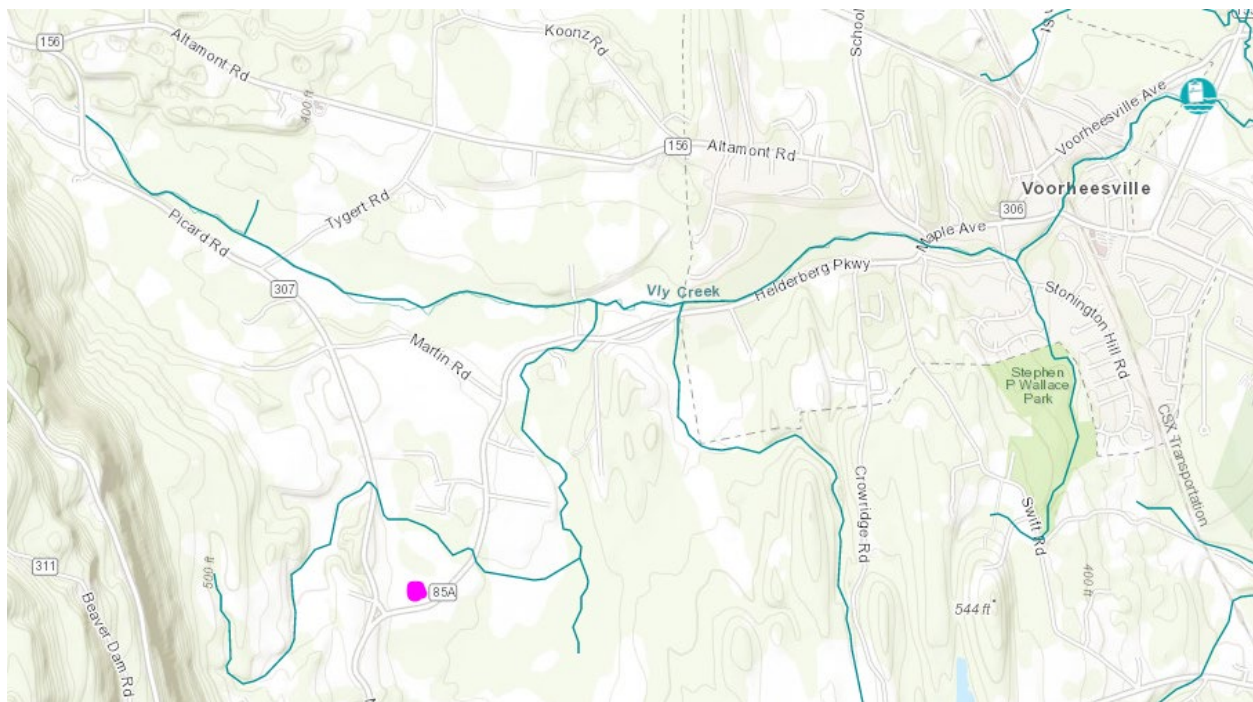 156
Altamont Rd
400 ft
Koonz Rd
School
Voorheesville Ave
156
Altamont Rd
Voorheesville
306
Maple Ave
Tygert Rd
Picard Rd
307
Vly Creek
Helderberg Pkwy
Stonington Hill Rd
Martin Rd
Stephen
P Wallace
Park
CSX Transportation
Crowridge Rd
Swift Rd
500 ft
311
Beaver Dam Rd
85A
544 ft
400 ft